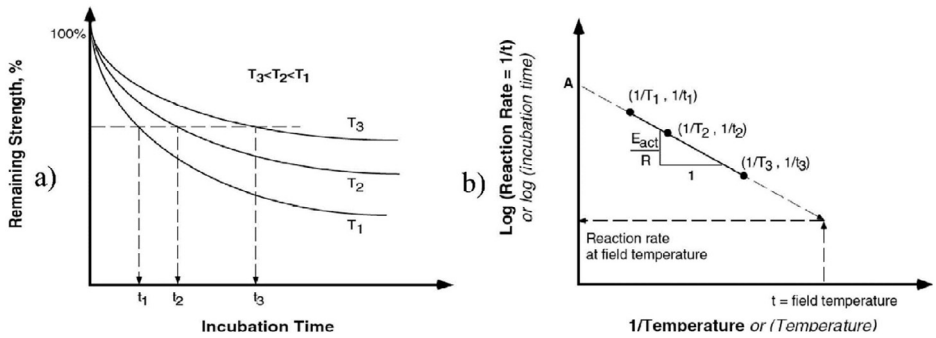 a)
Remaining Strength, %
100%
T3<T2<T1
T3
T2
T1
t1
t2
t3
Incubation Time
b)
Log (Reaction Rate = 1/t)
or log (incubation time)
A
(1/T1 , 1/t1)
(1/T2 , 1/t2)
(1/T3 , 1/t3)
Eact
R
1
Reaction rate
at field temperature
t = field temperature
1/Temperature or (Temperature)